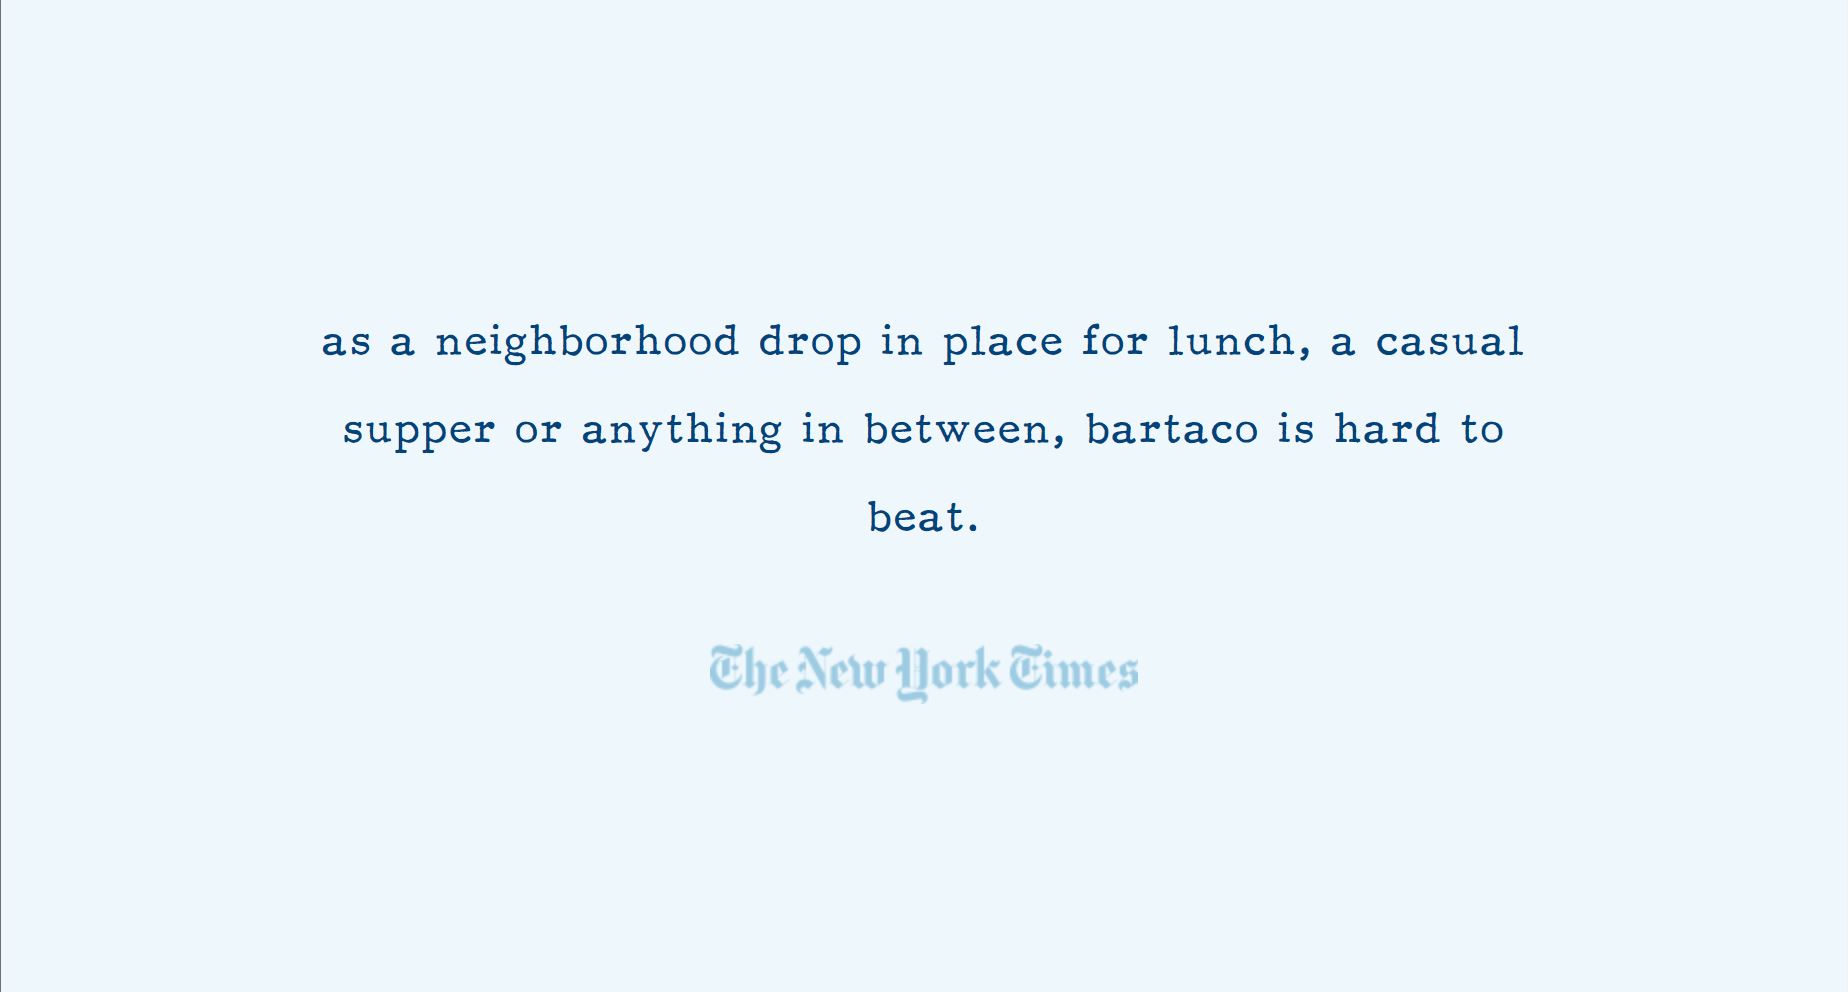 as a neighborhood drop in place for lunch, a casual
supper or anything in between, bartaco is hard to
beat.
The New York Times